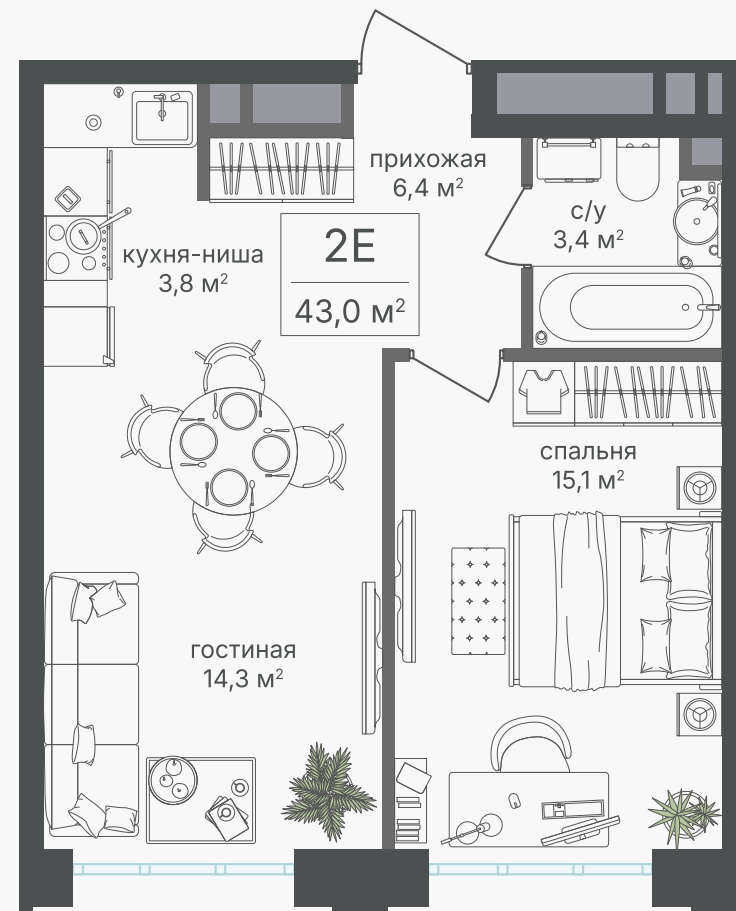 прихожая
6,4 м²
с/у
3,4 м²
кухня-ниша
3,8 м²
2Е
43,0 м²
спальня
15,1 м²
гостиная
14,3 м²